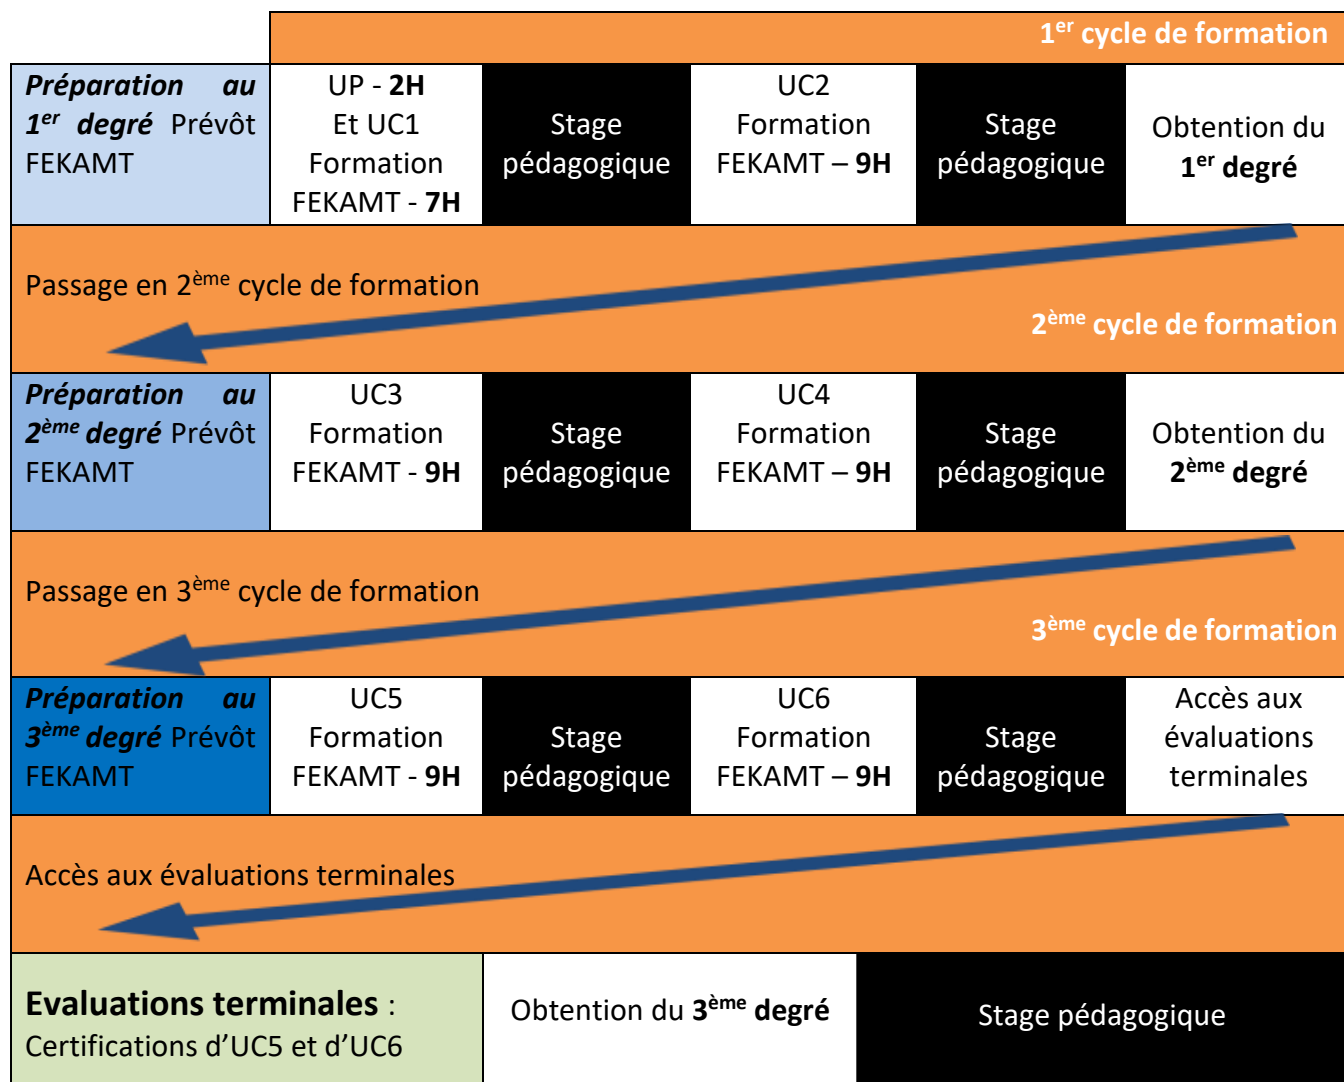 1er cycle de formation
Préparation au
1er degré Prévôt
FEKAMT
UP - 2H
Et UC1
Formation
FEKAMT - 7H
Stage
pédagogique
UC2
Formation
FEKAMT – 9H
Stage
pédagogique
Obtention du
1er degré
Passage en 2ème cycle de formation
2ème cycle de formation
Préparation au
2ème degré Prévôt
FEKAMT
UC3
Formation
FEKAMT - 9H
Stage
pédagogique
UC4
Formation
FEKAMT – 9H
Stage
pédagogique
Obtention du
2ème degré
Passage en 3ème cycle de formation
3ème cycle de formation
Préparation au
3ème degré Prévôt
FEKAMT
UC5
Formation
FEKAMT - 9H
Stage
pédagogique
UC6
Formation
FEKAMT – 9H
Stage
pédagogique
Accès aux
évaluations
terminales
Accès aux évaluations terminales
Evaluations terminales :
Certifications d’UC5 et d’UC6
Obtention du 3ème degré
Stage pédagogique